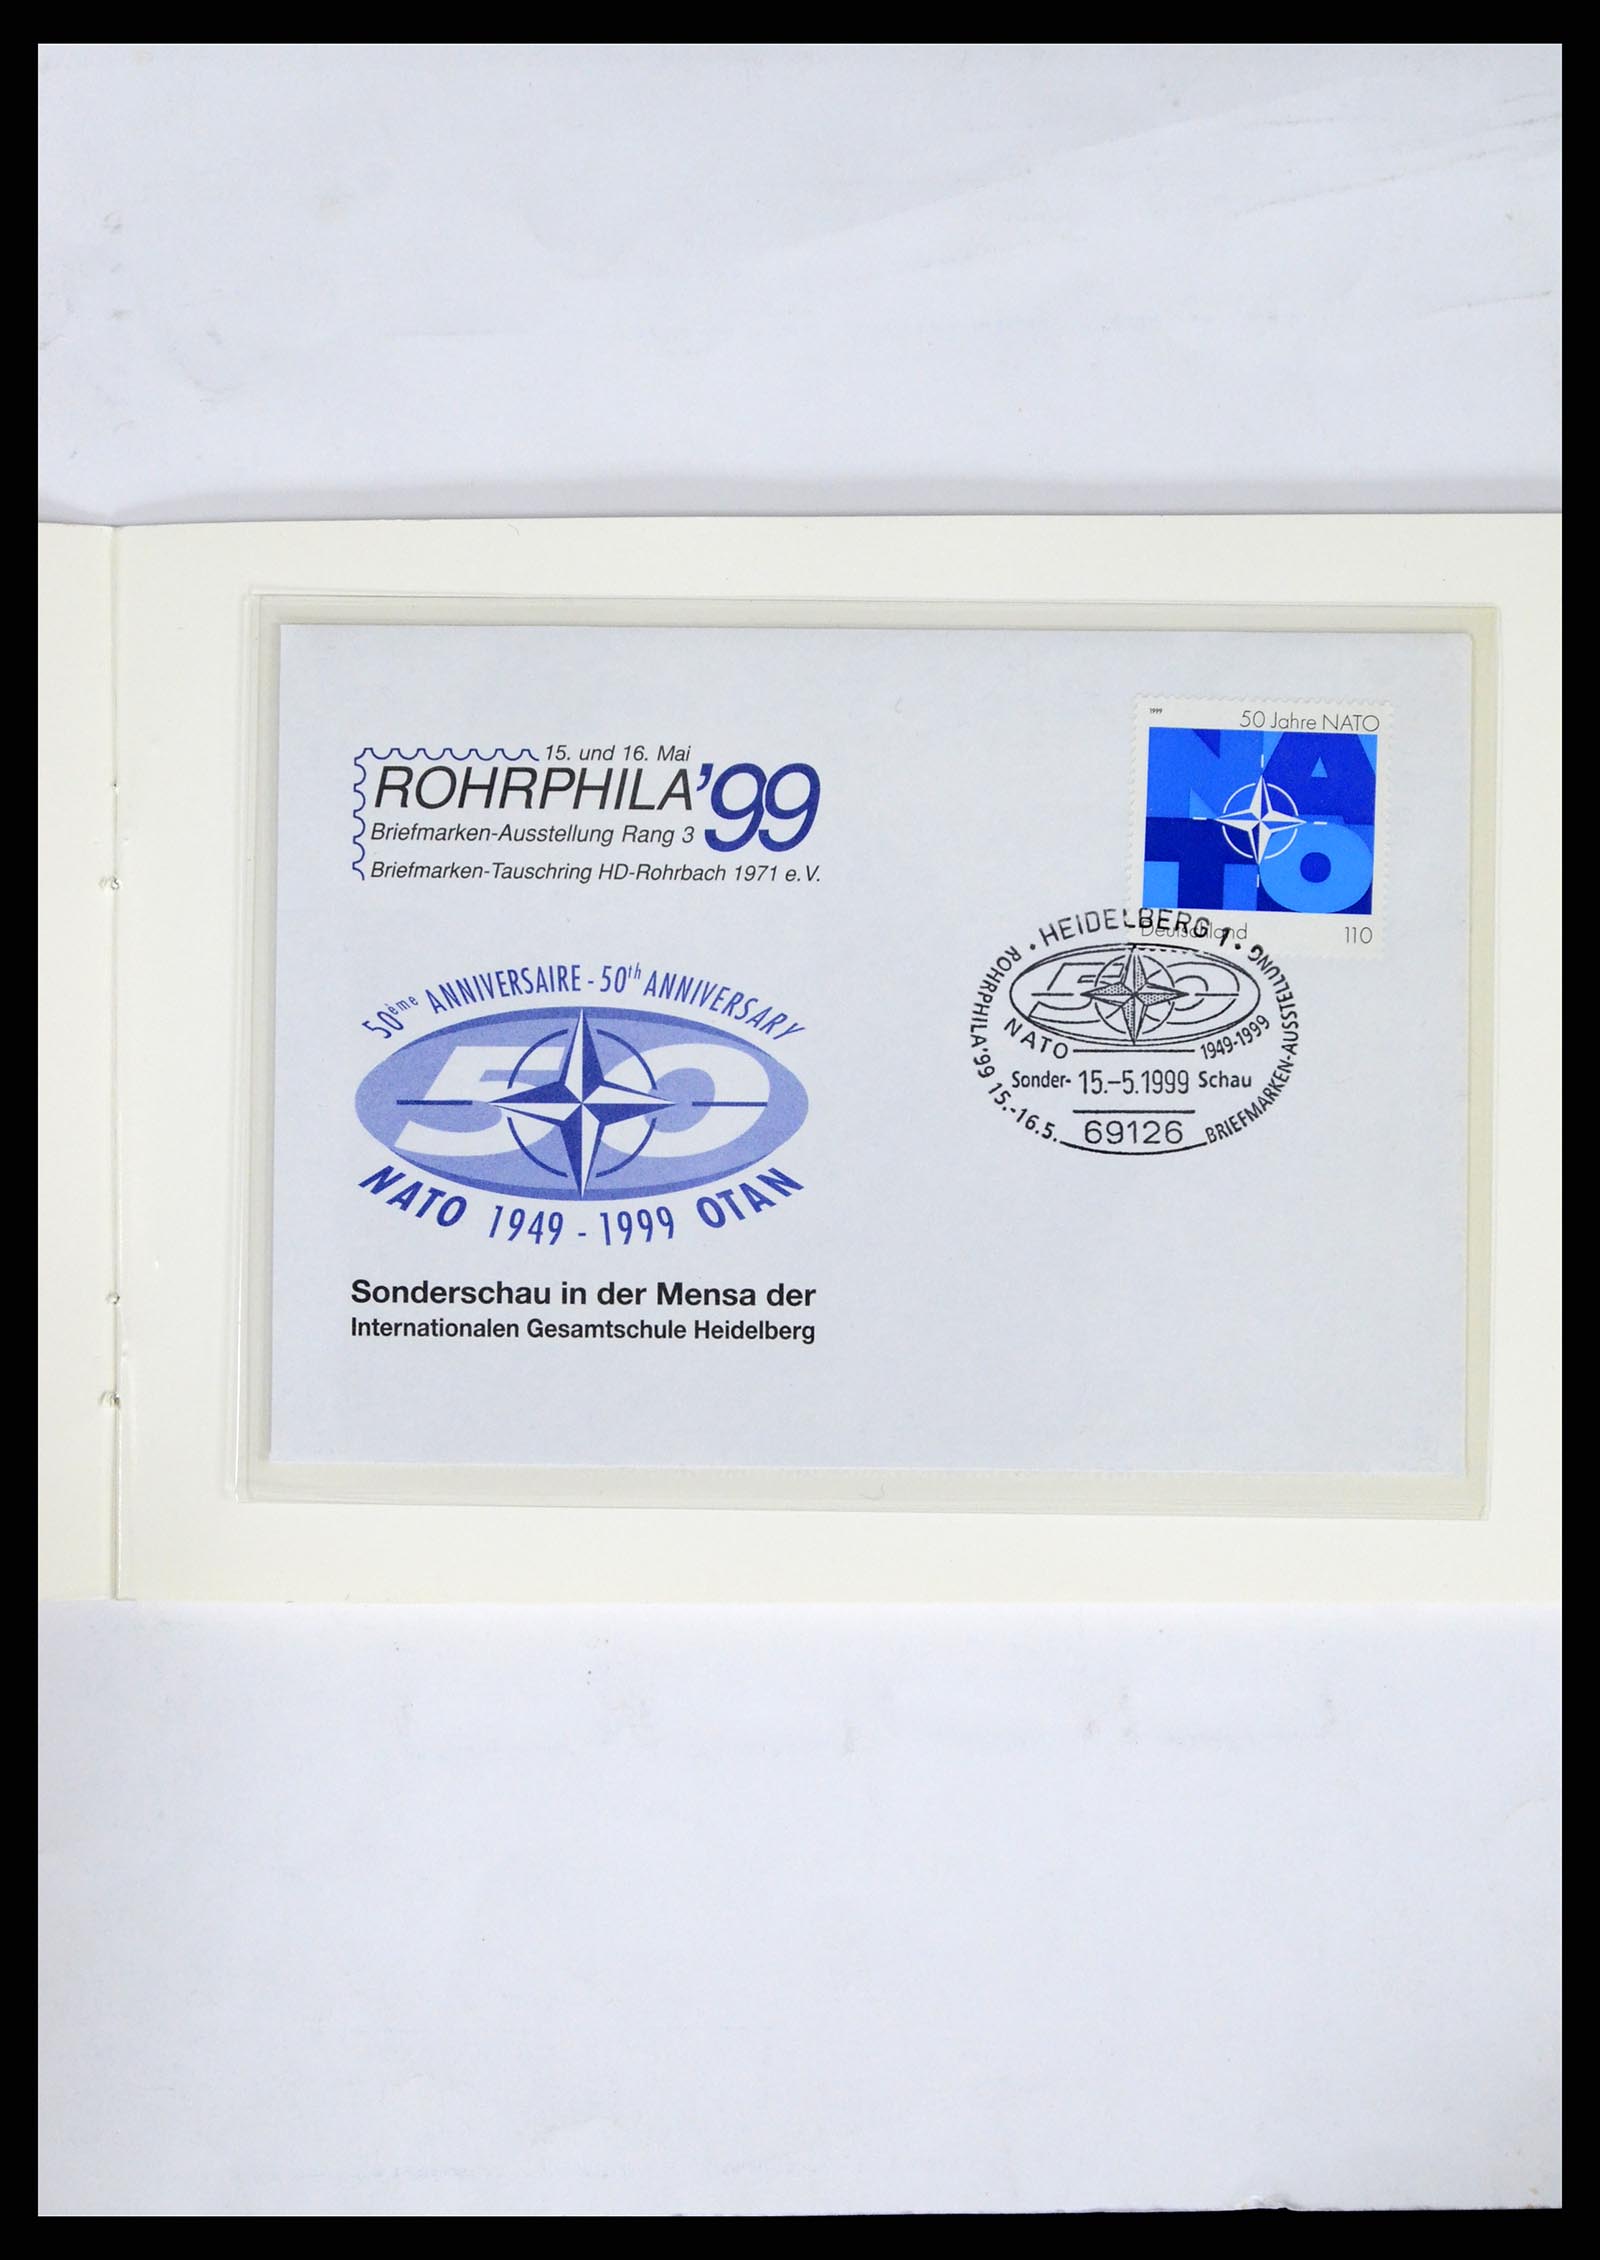 15. und 16. Mai
ROHRPHILA'99
Briefmarken-Ausstellung Rang 3
Briefmarken-Tauschring HD-Rohrbach 1971 e.V.
50ème ANNIVERSAIRE - 50th ANNIVERSARY
50
NATO 1949 - 1999 OTAN
Sonderschau in der Mensa der
Internationalen Gesamtschule Heidelberg
1999
50 Jahre NATO
NATO
Deutschland 110
• HEIDELBERG 1 •
ROHRPHILA'99 15.-16.5.
BRIEFMARKEN-AUSSTELLUNG
50
NATO 1949-1999
Sonder- 15.-5.1999 Schau
69126